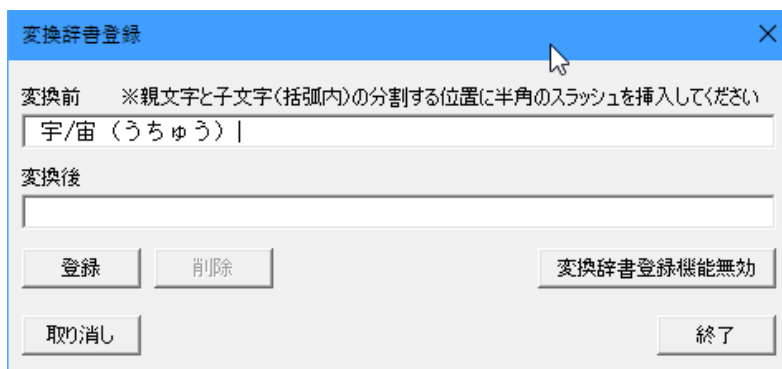 変換辞書登録
変換前 ※親文字と子文字(括弧内)の分割する位置に半角のスラッシュを挿入してください
宇/宙（うちゅう）
変換後
登録 削除 変換辞書登録機能無効
取り消し 終了